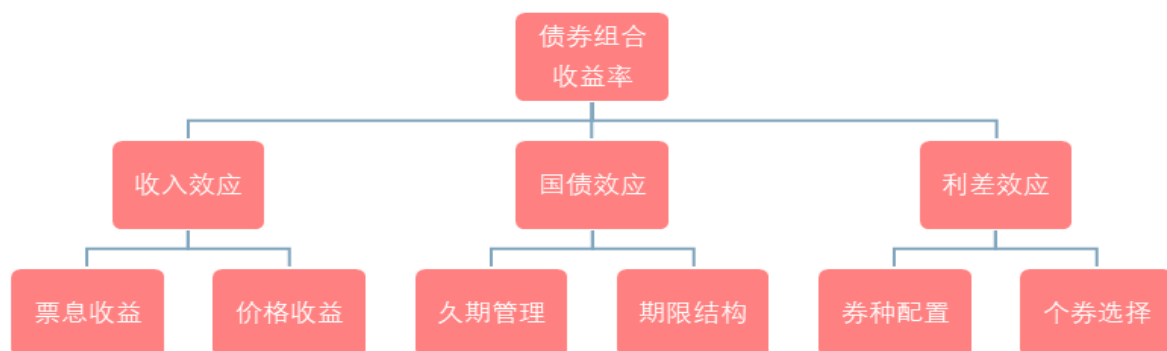 债券组合
收益率
收入效应
国债效应
利差效应
票息收益
价格收益
久期管理
期限结构
券种配置
个券选择